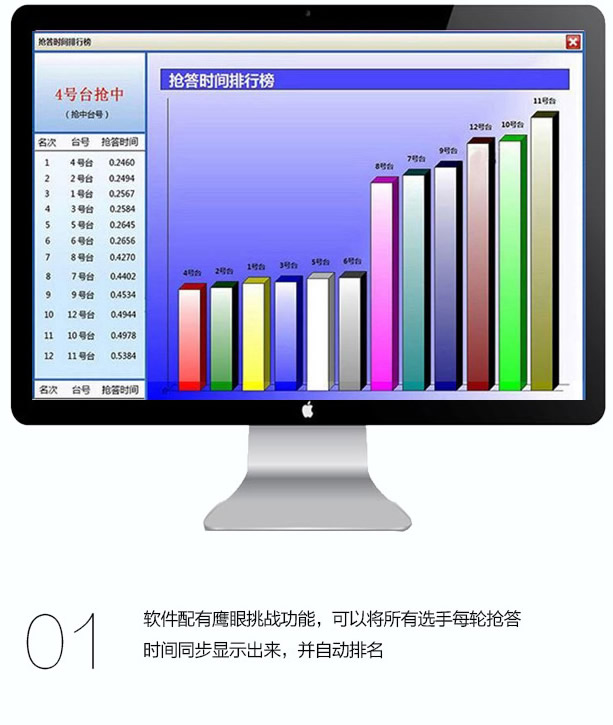 抢答时间排行榜
4号台抢中
（抢中台号）
名次 台号 抢答时间
1 4号台 0.2460
2 2号台 0.2494
3 1号台 0.2567
4 3号台 0.2584
5 5号台 0.2645
6 6号台 0.2656
7 8号台 0.4270
8 7号台 0.4402
9 9号台 0.4534
10 12号台 0.4944
11 10号台 0.4978
12 11号台 0.5384
名次 台号 抢答时间
抢答时间排行榜
4号台 2号台 1号台 3号台 5号台 6号台 8号台 7号台 9号台 12号台 10号台 11号台
01
软件配有鹰眼挑战功能，可以将所有选手每轮抢答
时间同步显示出来，并自动排名